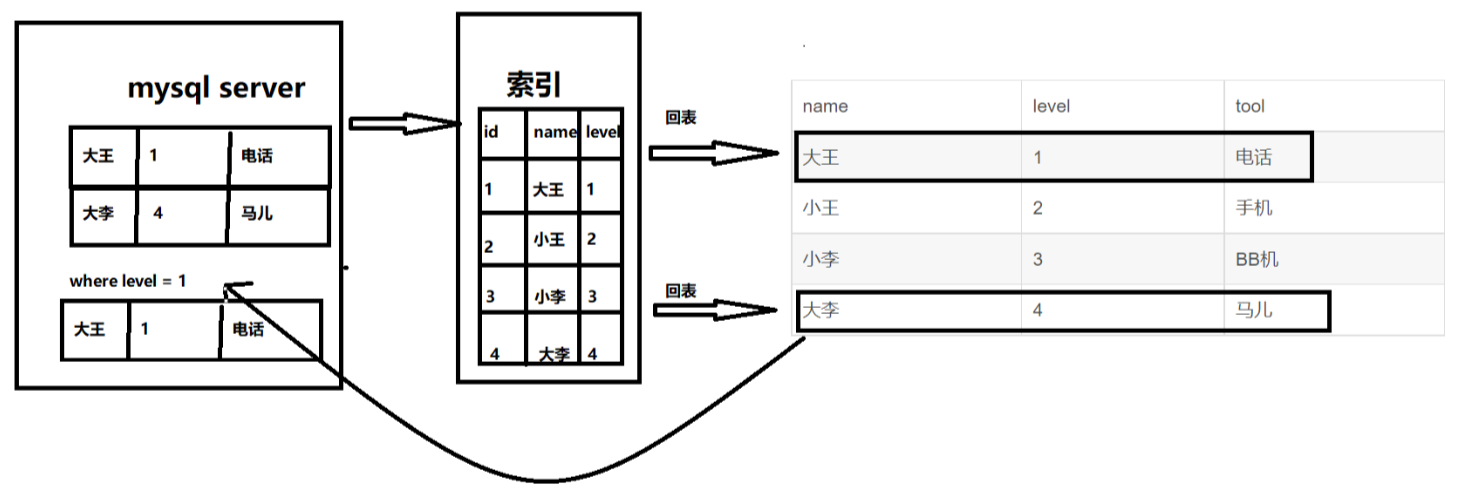 mysql server
大王 1 电话
大李 4 马儿
where level = 1
大王 1 电话
索引
id name level
1 大王 1
2 小王 2
3 小李 3
4 大李 4
回表
回表
name level tool
大王 1 电话
小王 2 手机
小李 3 BB机
大李 4 马儿